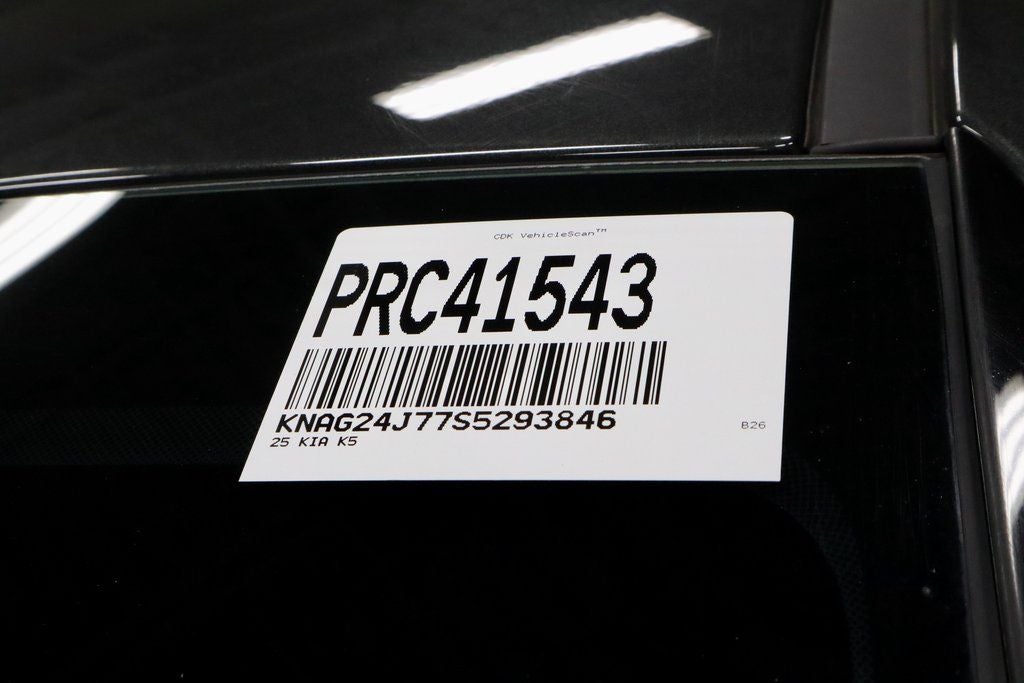 CDK VehicleScan™
PRC41543
KNAG24J77S5293846
25 KIA K5
B26